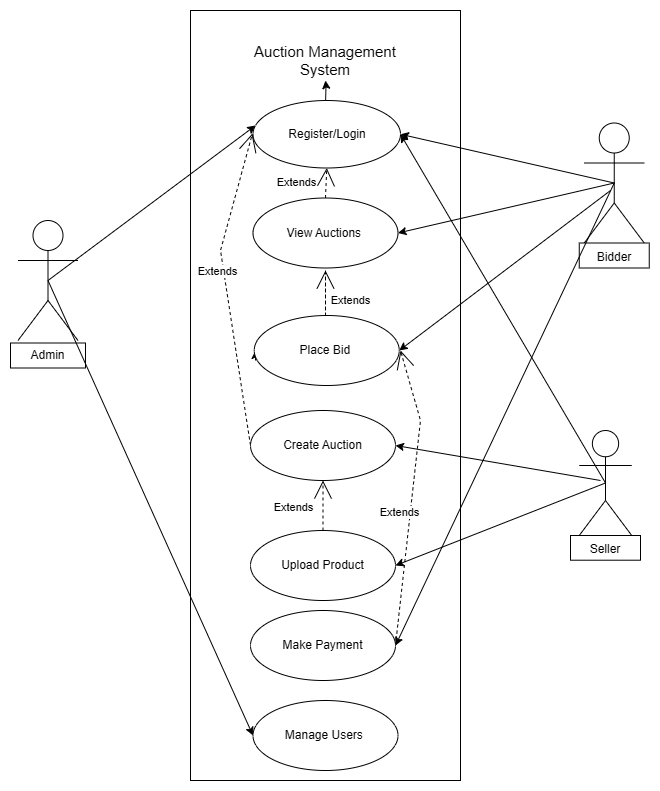 Auction Management
System
Register/Login
Extends
View Auctions
Bidder
Extends
Extends
Place Bid
Admin
Create Auction
Extends
Extends
Seller
Upload Product
Make Payment
Manage Users